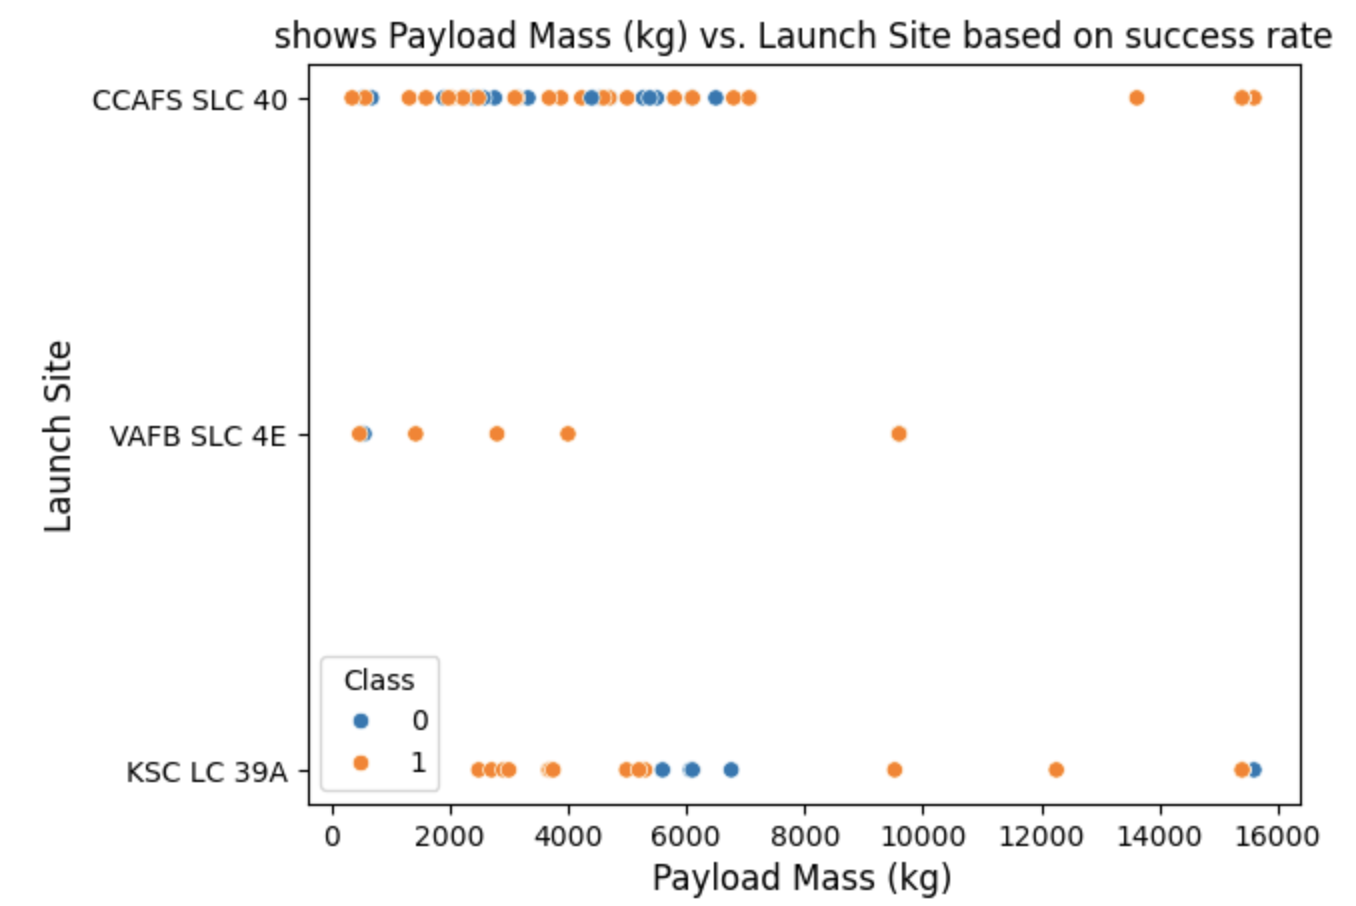 shows Payload Mass (kg) vs. Launch Site based on success rate
CCAFS SLC 40
VAFB SLC 4E
KSC LC 39A
Launch Site
Class
0
1
0 2000 4000 6000 8000 10000 12000 14000 16000
Payload Mass (kg)